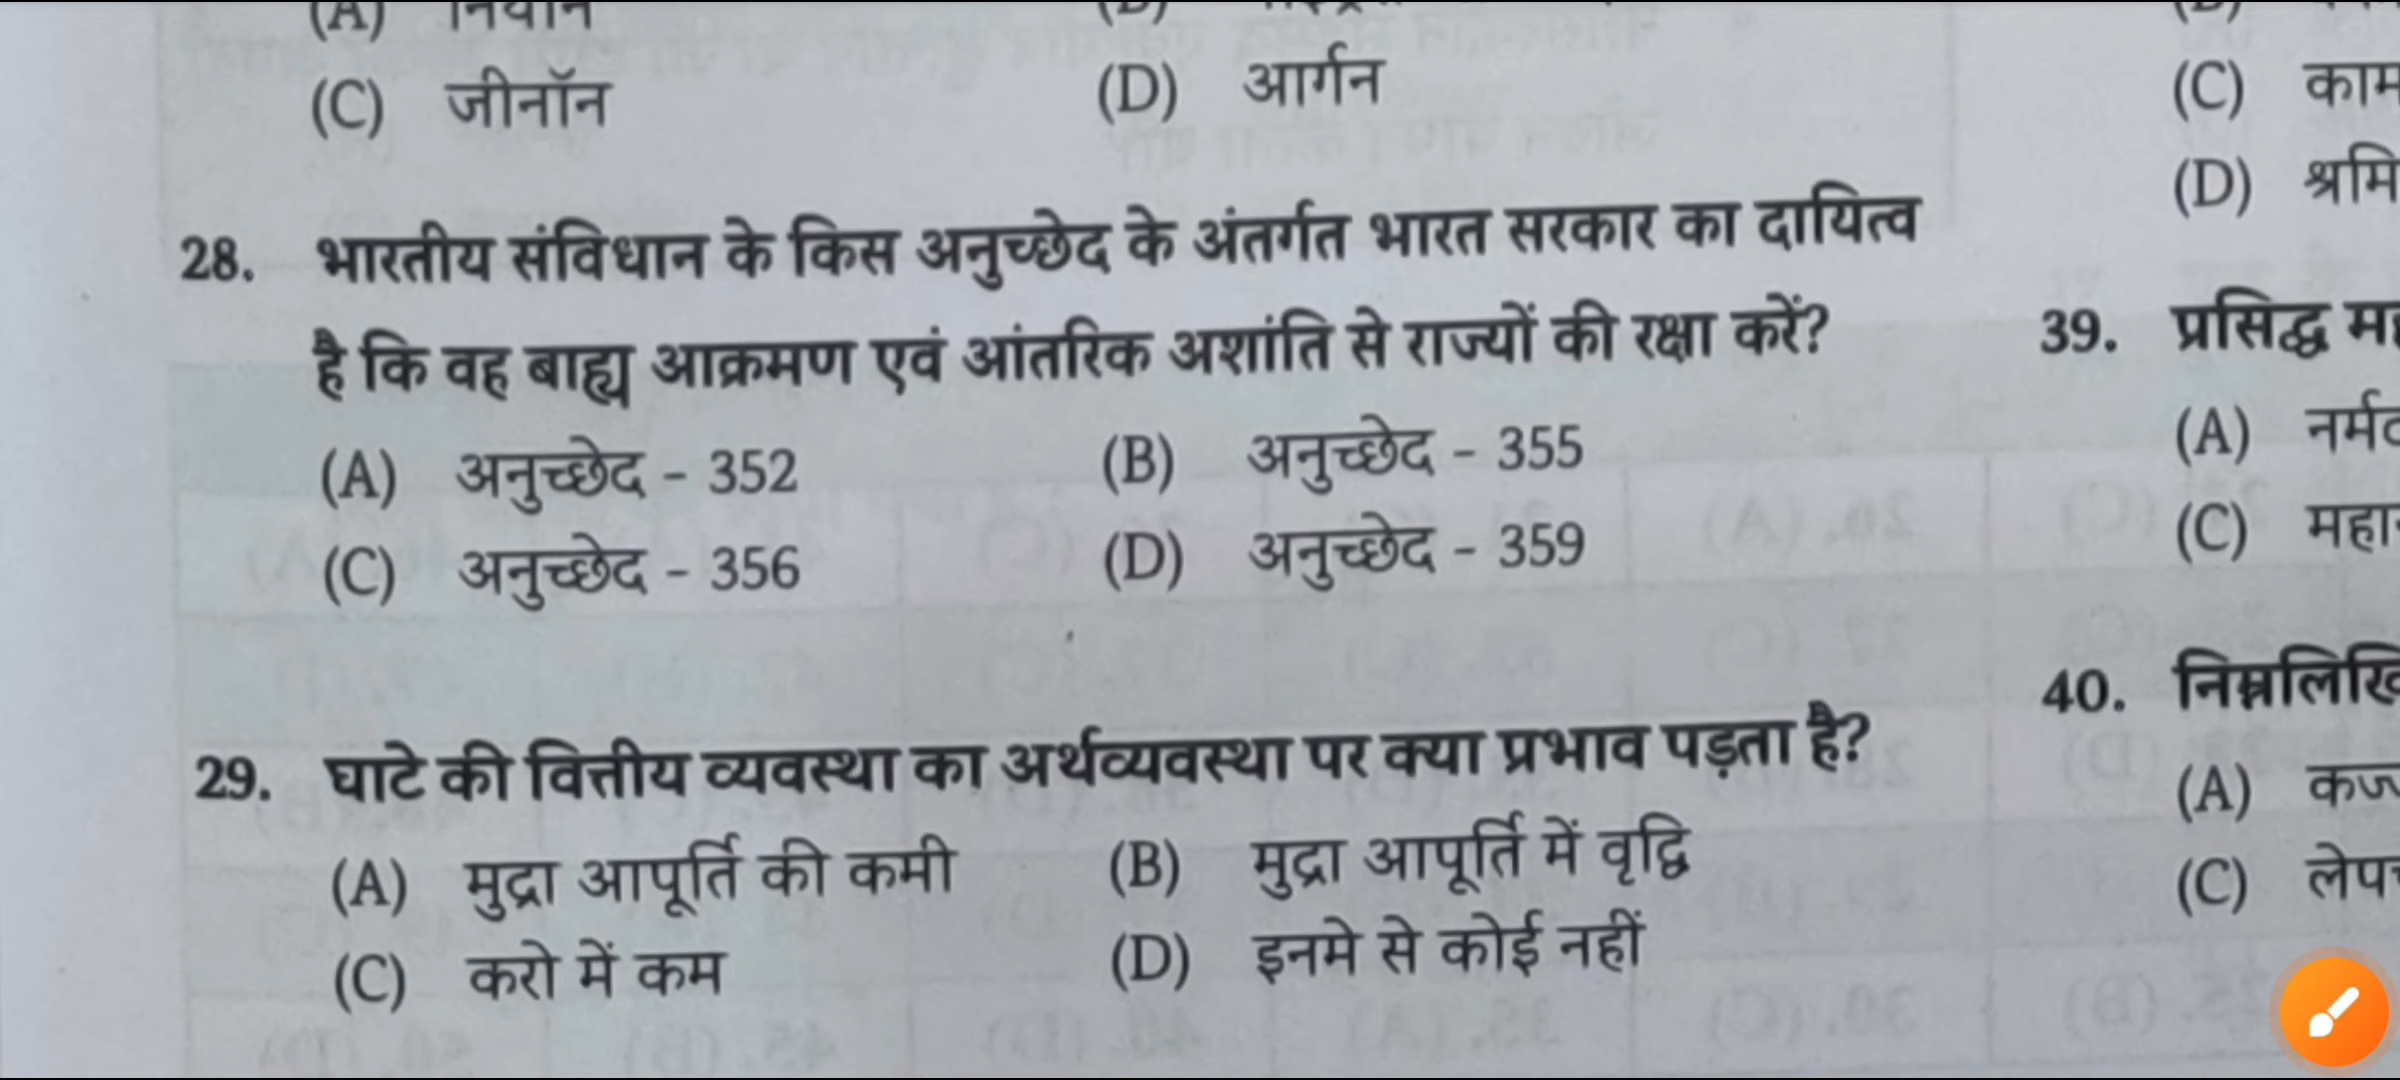 (C) जीनॉन (D) आर्गन
28. भारतीय संविधान के किस अनुच्छेद के अंतर्गत भारत सरकार का दायित्व
है कि वह बाह्य आक्रमण एवं आंतरिक अशांति से राज्यों की रक्षा करें?
(A) अनुच्छेद - 352 (B) अनुच्छेद - 355
(C) अनुच्छेद - 356 (D) अनुच्छेद - 359
29. घाटे की वित्तीय व्यवस्था का अर्थव्यवस्था पर क्या प्रभाव पड़ता है?
(A) मुद्रा आपूर्ति की कमी (B) मुद्रा आपूर्ति में वृद्धि
(C) करो में कम (D) इनमे से कोई नहीं
(C)
(D)
39. प्रसिद्ध
(A)
(C)
40.
(A)
(C)